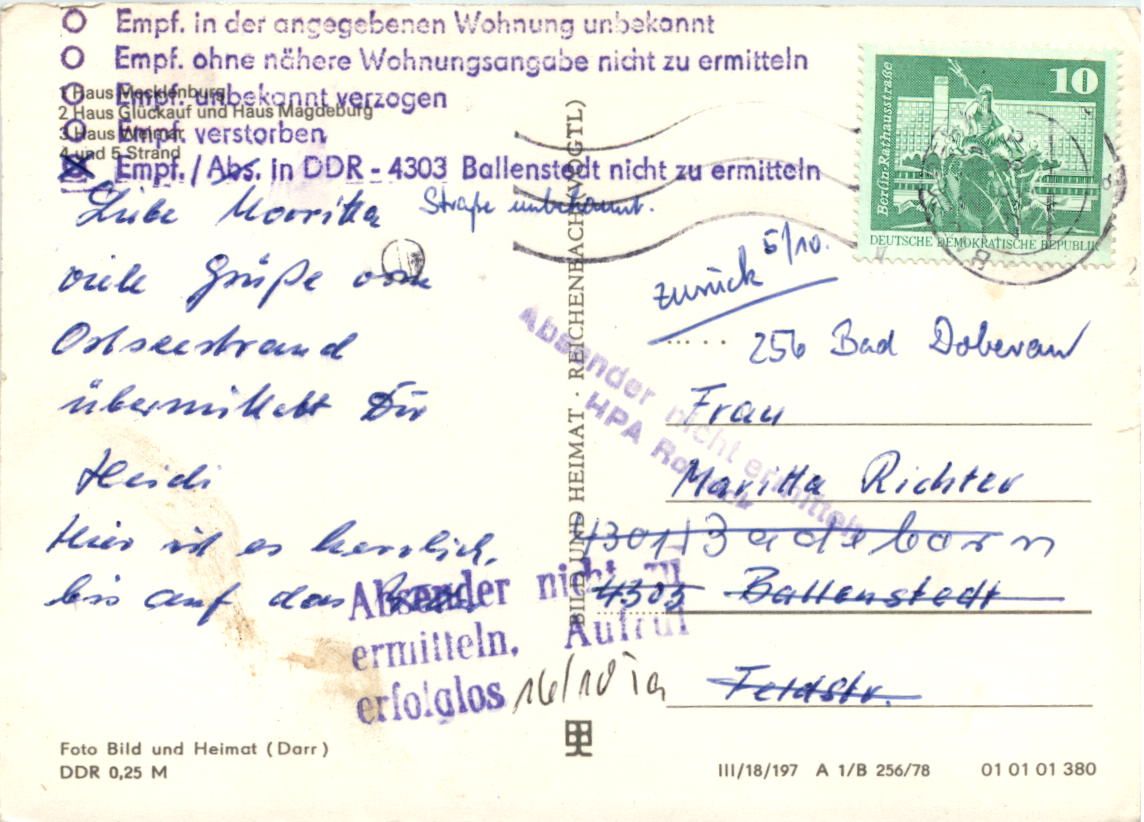 O Empf. in der angegebenen Wohnung unbekannt
O Empf. ohne nähere Wohnungsangabe nicht zu ermitteln
O Empf. unbekannt verzogen
O Empf. verstorben
Empf./Abs. in DDR - 4303 Ballenstedt nicht zu ermitteln
1 Haus Mecklenburg
2 Haus Glückauf und Haus Magdeburg
3 Haus Weimar
4 und 5 Strand
Straße unbekannt.
Liebe Moritta
viele Grüße vom
Ostseestrand
übermittelt Dir
Heidi
Hier ist es herrlich,
bis auf das
Absender nicht zu
ermitteln, Aufruf
erfolglos
16/10
Foto Bild und Heimat (Darr)
DDR 0,25 M
BILD UND HEIMAT · REICHENBACH (VOGTL)
Berlin-Rathausstraße
10
DEUTSCHE DEMOKRATISCHE REPUBLIK
zurück 5/10.
256 Bad Doberan
Absender nicht ermittelt
HPA Rostock
Frau
Maritta Richter
4301 Badeborn
4303 Ballenstedt
Feldstr.
III/18/197 A 1/B 256/78 01 01 01 380